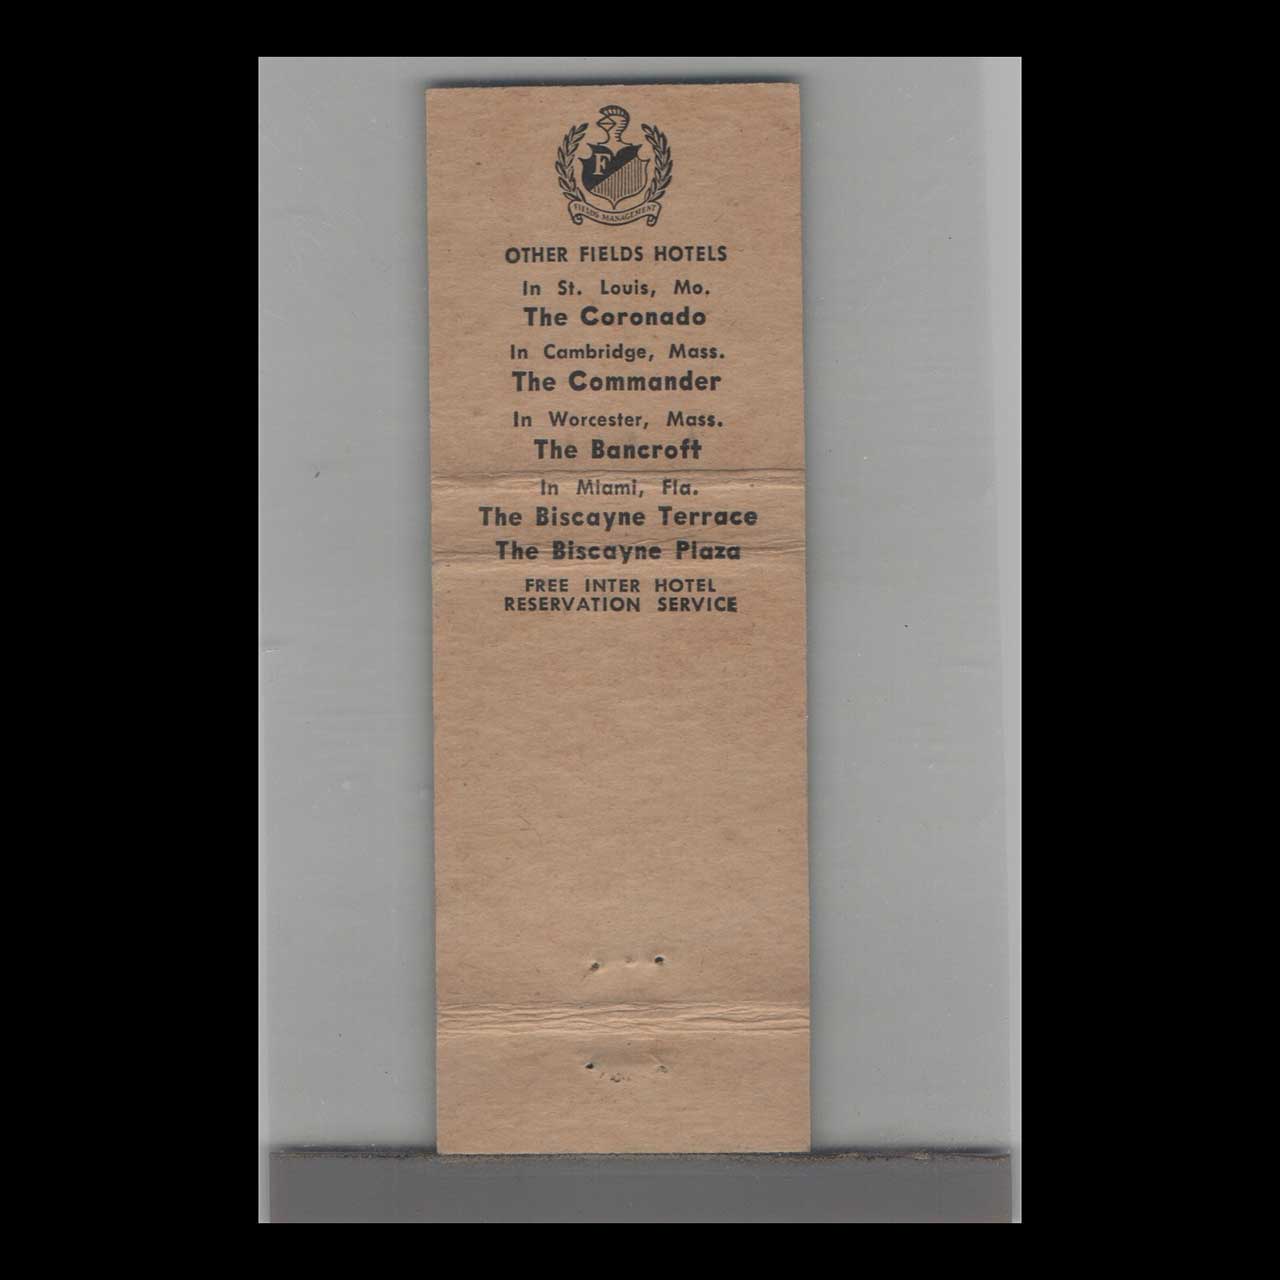 F
FIELDS MANAGEMENT
OTHER FIELDS HOTELS
In St. Louis, Mo.
The Coronado
In Cambridge, Mass.
The Commander
In Worcester, Mass.
The Bancroft
In Miami, Fla.
The Biscayne Terrace
The Biscayne Plaza
FREE INTER HOTEL
RESERVATION SERVICE